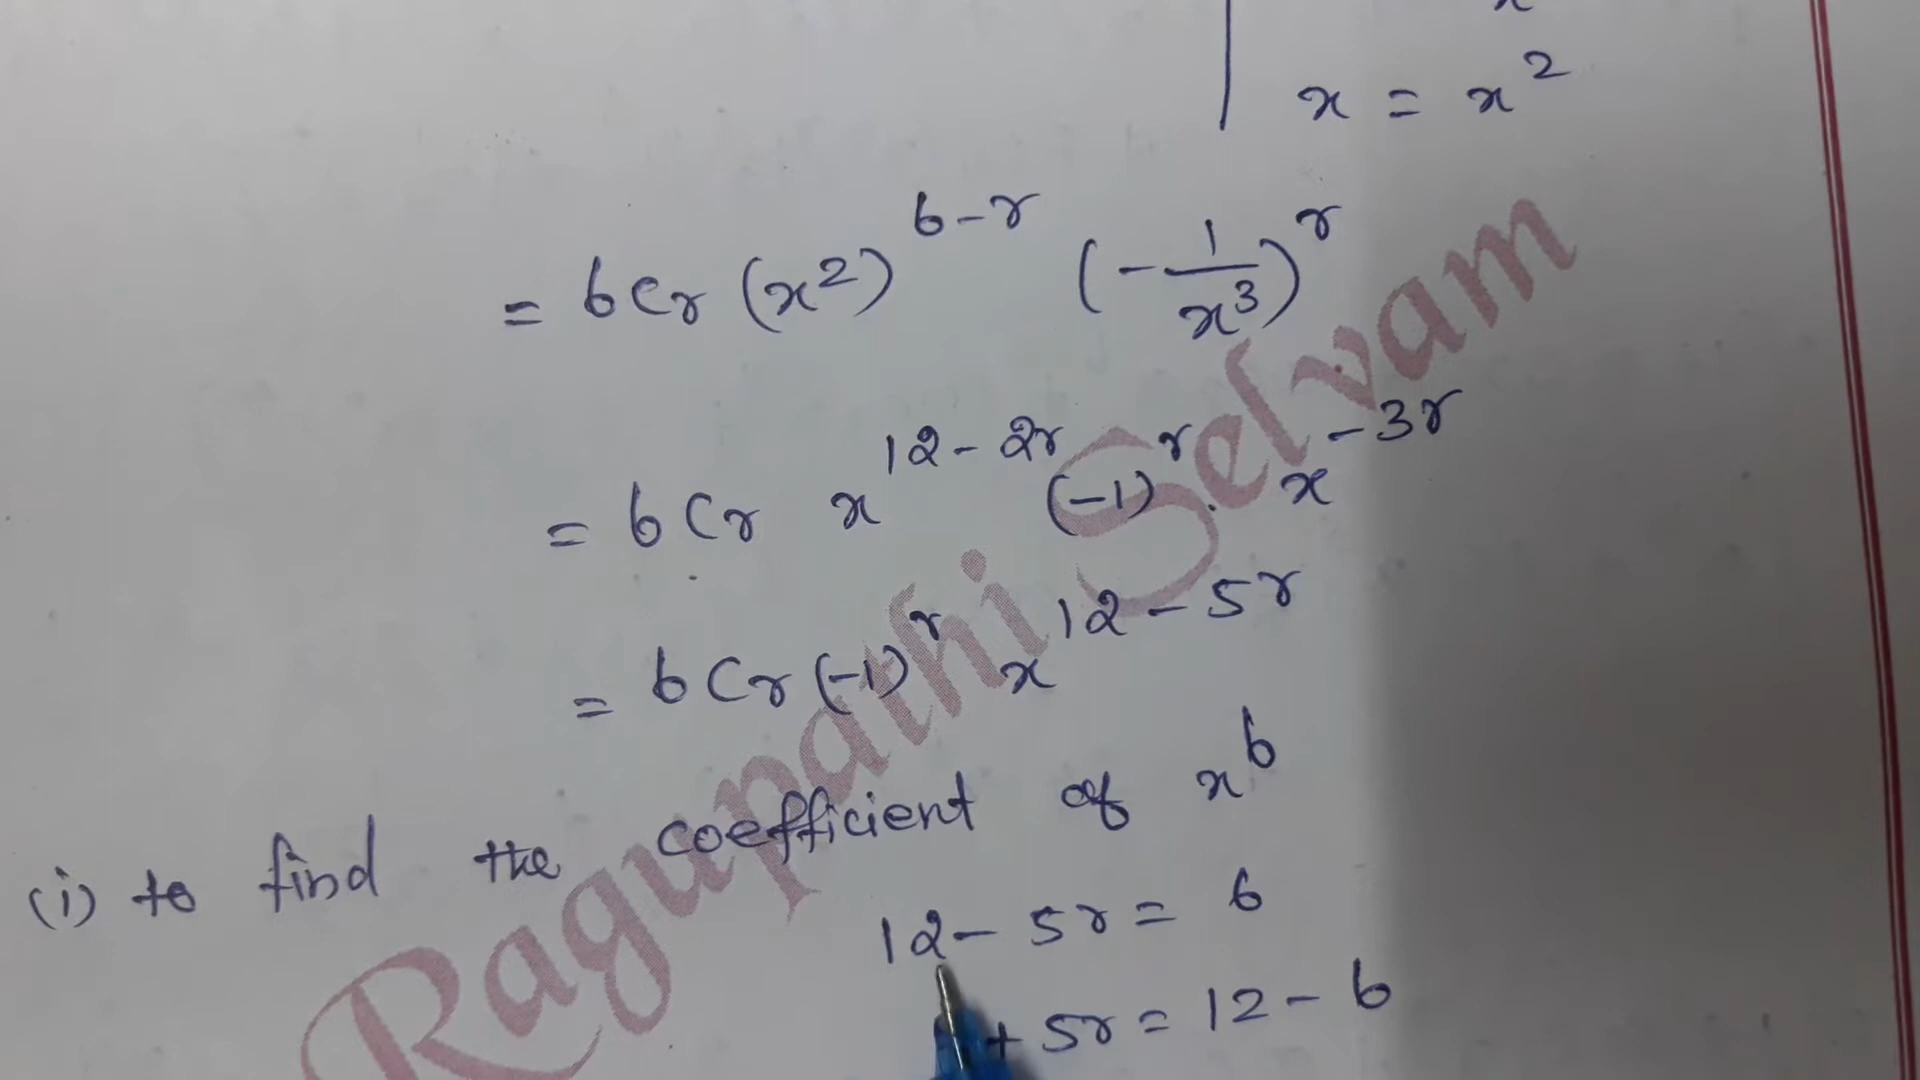 x = x²
= 6Cr (x²)^6-r (-1/x³)^r
= 6Cr x^12-2r (-1)^r . x^-3r
= 6Cr (-1)^r x^12-5r
(i) to find the coefficient of x^6
12 - 5r = 6
+ 5r = 12 - 6
Ragupathi Selvam